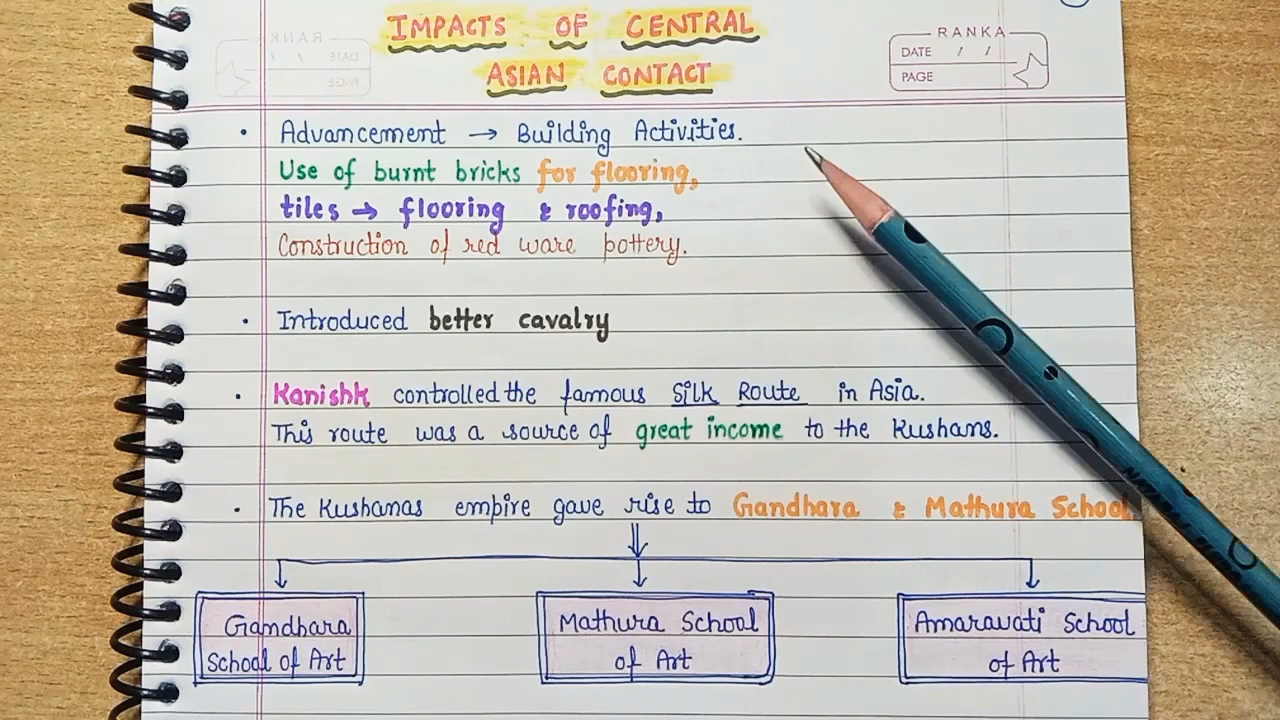 IMPACTS OF CENTRAL
ASIAN CONTACT
RANKA
DATE / /
PAGE
• Advancement → Building Activities.
Use of burnt bricks for flooring,
tiles → flooring & roofing,
Construction of red ware pottery.
• Introduced better cavalry
• Kanishk controlled the famous Silk Route in Asia.
This route was a source of great income to the Kushans.
• The Kushanas empire gave rise to Gandhara & Mathura School
Gandhara
School of Art
Mathura School
of Art
Amaravati School
of Art